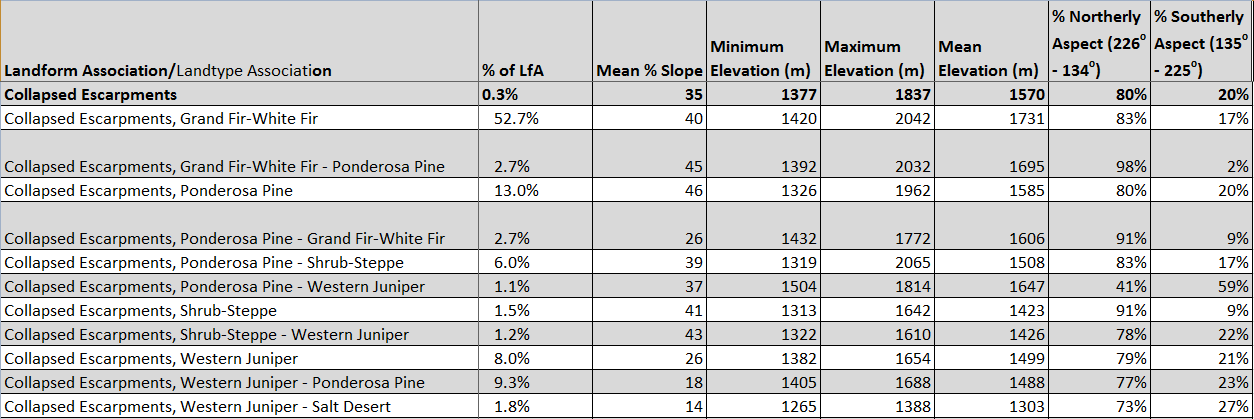 Landform Association/Landtype Association % of LfA Mean % Slope Minimum Elevation (m) Maximum Elevation (m) Mean Elevation (m) % Northerly Aspect (226° - 134°) % Southerly Aspect (135° - 225°)
Collapsed Escarpments 0.3% 35 1377 1837 1570 80% 20%
Collapsed Escarpments, Grand Fir-White Fir 52.7% 40 1420 2042 1731 83% 17%
Collapsed Escarpments, Grand Fir-White Fir - Ponderosa Pine 2.7% 45 1392 2032 1695 98% 2%
Collapsed Escarpments, Ponderosa Pine 13.0% 46 1326 1962 1585 80% 20%
Collapsed Escarpments, Ponderosa Pine - Grand Fir-White Fir 2.7% 26 1432 1772 1606 91% 9%
Collapsed Escarpments, Ponderosa Pine - Shrub-Steppe 6.0% 39 1319 2065 1508 83% 17%
Collapsed Escarpments, Ponderosa Pine - Western Juniper 1.1% 37 1504 1814 1647 41% 59%
Collapsed Escarpments, Shrub-Steppe 1.5% 41 1313 1642 1423 91% 9%
Collapsed Escarpments, Shrub-Steppe - Western Juniper 1.2% 43 1322 1610 1426 78% 22%
Collapsed Escarpments, Western Juniper 8.0% 26 1382 1654 1499 79% 21%
Collapsed Escarpments, Western Juniper - Ponderosa Pine 9.3% 18 1405 1688 1488 77% 23%
Collapsed Escarpments, Western Juniper - Salt Desert 1.8% 14 1265 1388 1303 73% 27%